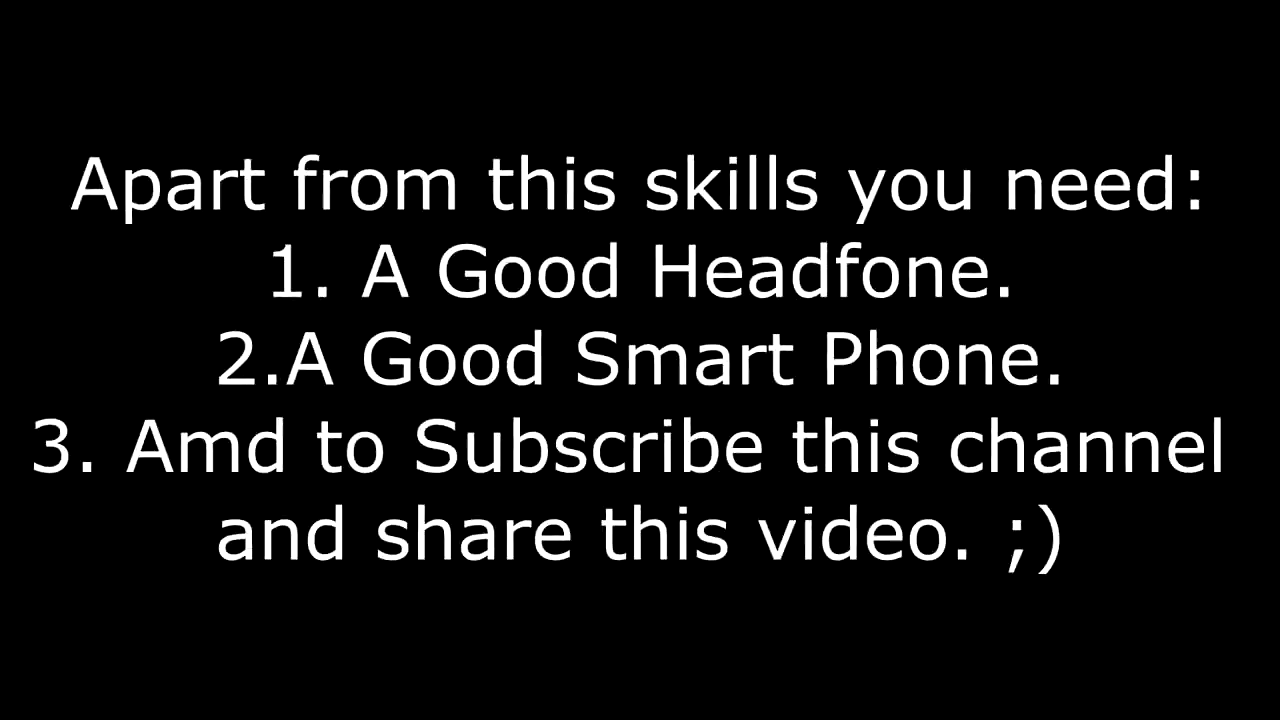 Apart from this skills you need:
1. A Good Headfone.
2.A Good Smart Phone.
3. Amd to Subscribe this channel
and share this video. ;)